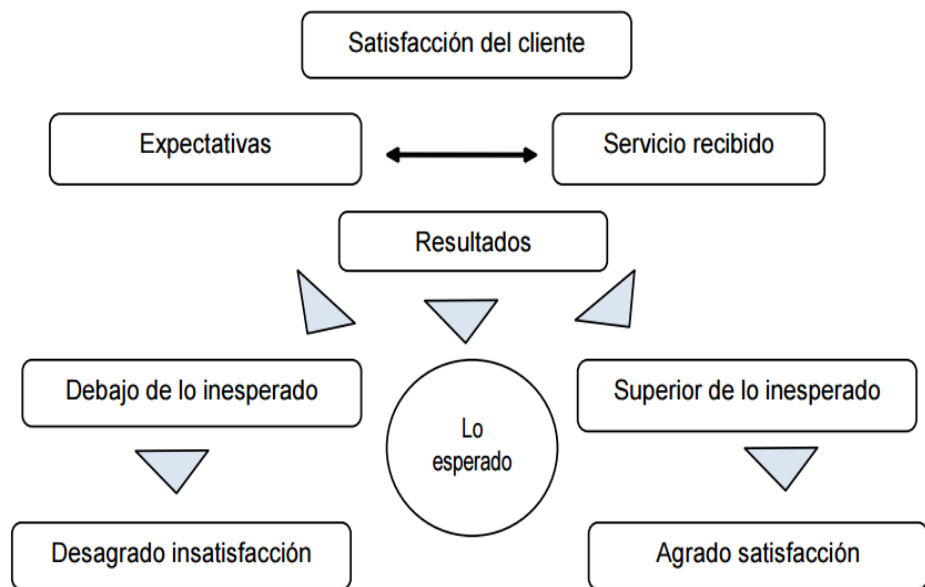 Satisfacción del cliente
Expectativas
Servicio recibido
Resultados
Debajo de lo inesperado
Superior de lo inesperado
Lo
esperado
Desagrado insatisfacción
Agrado satisfacción